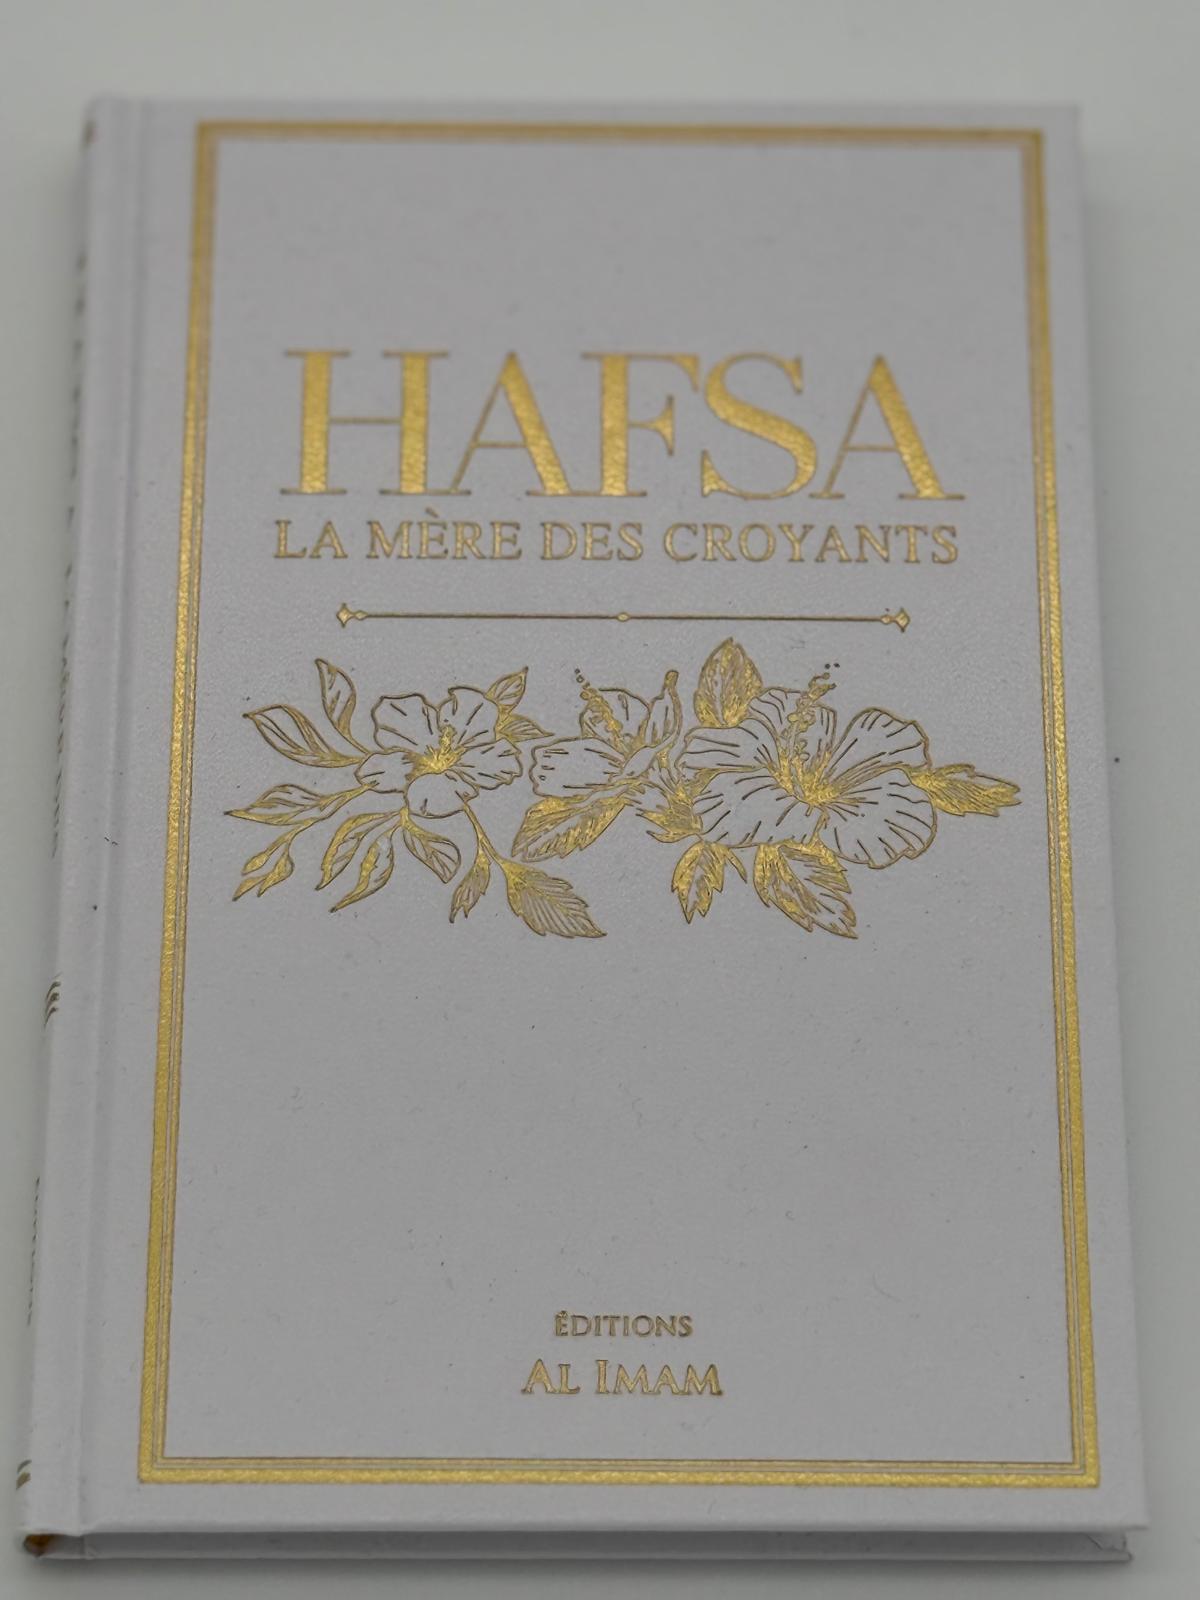 HAFSA
LA MÈRE DES CROYANTS
ÉDITIONS
AL IMAM